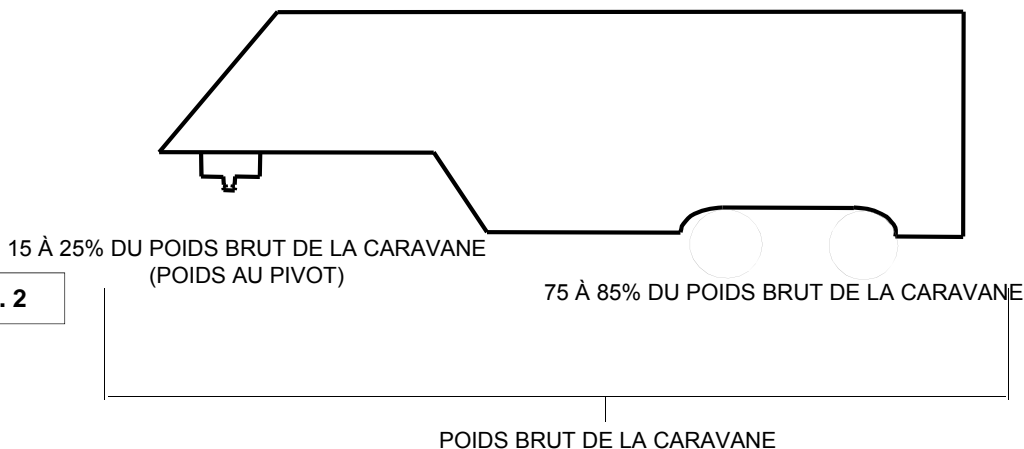 15 À 25% DU POIDS BRUT DE LA CARAVANE
(POIDS AU PIVOT)
. 2
75 À 85% DU POIDS BRUT DE LA CARAVANE
POIDS BRUT DE LA CARAVANE